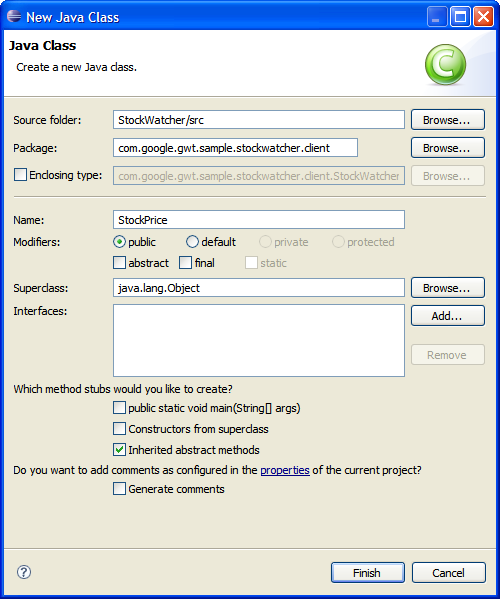 New Java Class
Java Class
Create a new Java class.
C
Source folder: StockWatcher/src Browse...
Package: com.google.gwt.sample.stockwatcher.client Browse...
Enclosing type: com.google.gwt.sample.stockwatcher.client.StockWatcher Browse...
Name: StockPrice
Modifiers: public default private protected
abstract final static
Superclass: java.lang.Object Browse...
Interfaces: Add...
Remove
Which method stubs would you like to create?
public static void main(String[] args)
Constructors from superclass
Inherited abstract methods
Do you want to add comments as configured in the properties of the current project?
Generate comments
? Finish Cancel